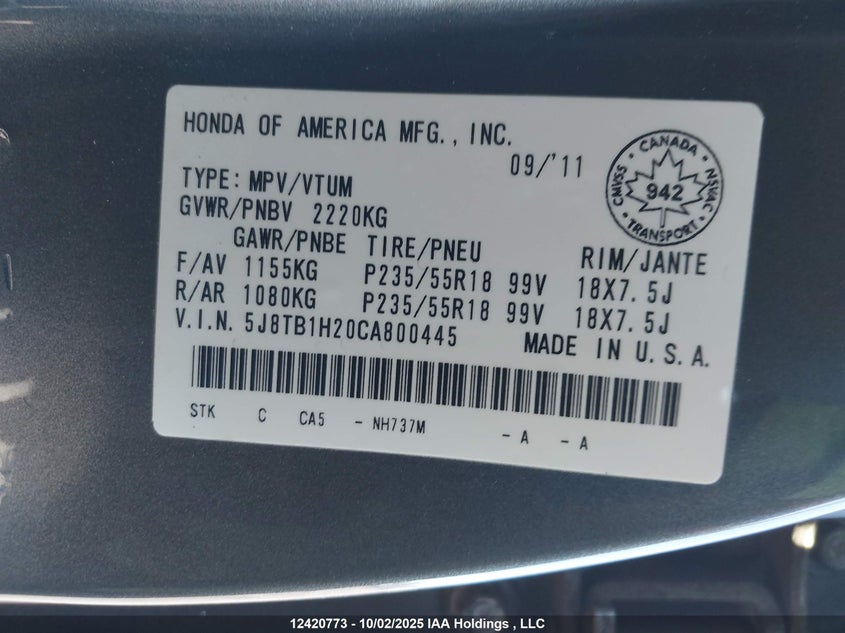 HONDA OF AMERICA MFG., INC.
09/'11
TYPE: MPV/VTUM
GVWR/PNBV 2220KG
GAWR/PNBE TIRE/PNEU RIM/JANTE
F/AV 1155KG P235/55R18 99V 18X7.5J
R/AR 1080KG P235/55R18 99V 18X7.5J
V.I.N. 5J8TB1H20CA800445 MADE IN U.S.A.
STK C CA5 - NH737M - A - A
CANADA
CMVSS 942 NSVAC
TRANSPORT
12420773 - 10/02/2025 IAA Holdings , LLC